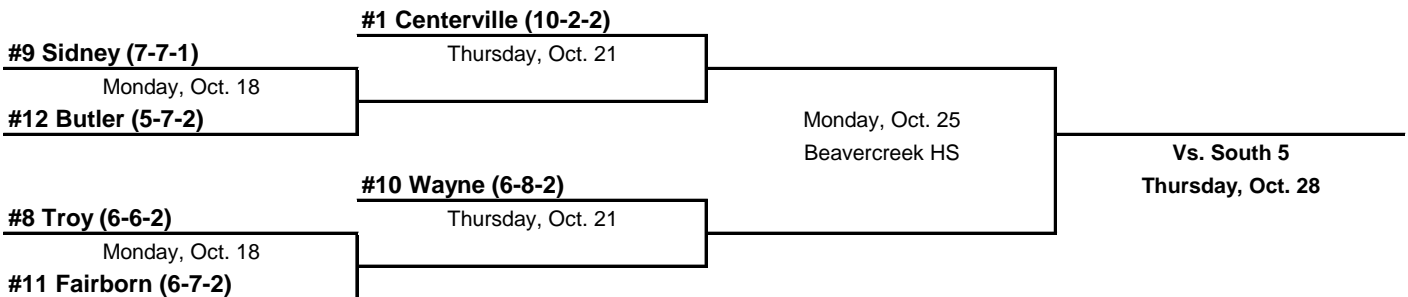 #1 Centerville (10-2-2)
#9 Sidney (7-7-1)
Thursday, Oct. 21
Monday, Oct. 18
#12 Butler (5-7-2)
Monday, Oct. 25
Beavercreek HS
Vs. South 5
Thursday, Oct. 28
#10 Wayne (6-8-2)
#8 Troy (6-6-2)
Thursday, Oct. 21
Monday, Oct. 18
#11 Fairborn (6-7-2)